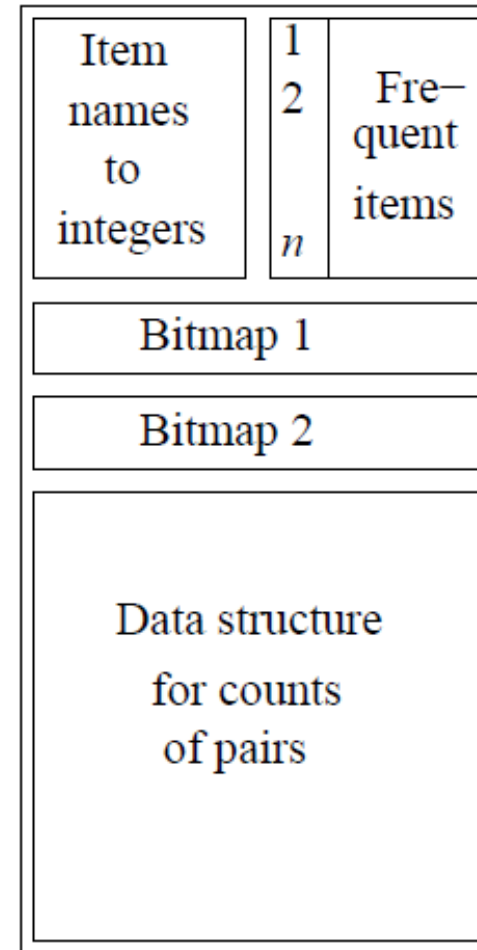 Item
names
to
integers
1
2
n
Fre–
quent
items
Bitmap 1
Bitmap 2
Data structure
for counts
of pairs